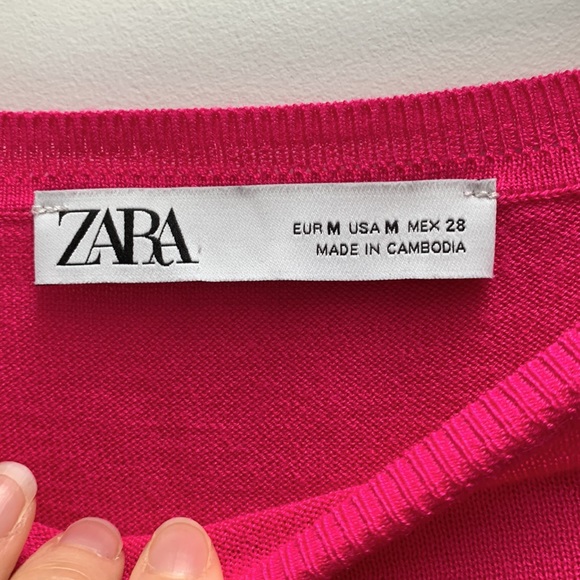 ZARA
EUR M USA M MEX 28
MADE IN CAMBODIA